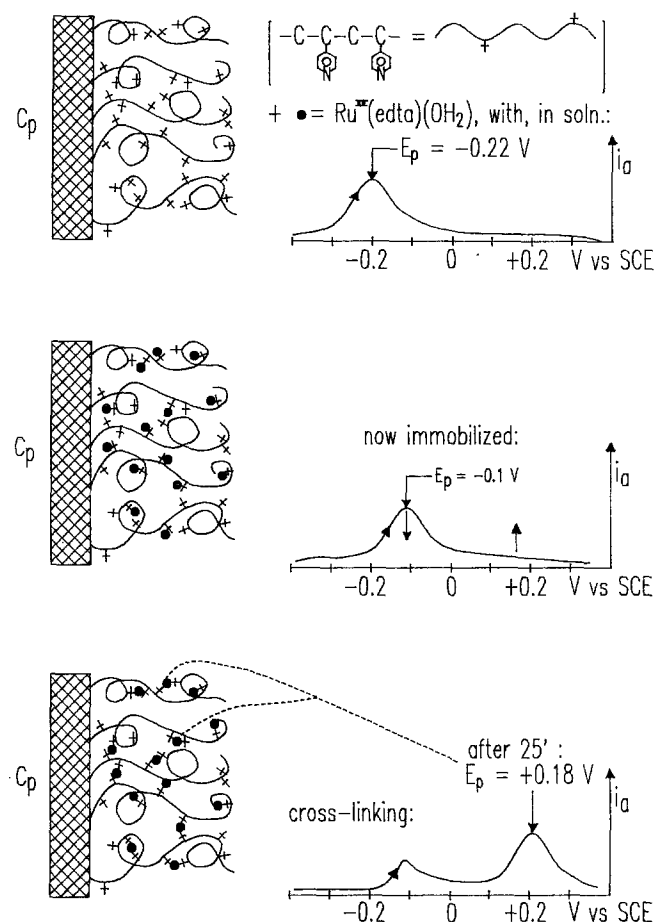 –C–C–C–C– =
N N
Cp
+ ● = Ru^III(edta)(OH2), with, in soln.:
Ep = –0.22 V
ia
–0.2 0 +0.2 V vs SCE
Cp
now immobilized:
Ep = –0.1 V
ia
–0.2 0 +0.2 V vs SCE
Cp
after 25' :
Ep = +0.18 V
cross–linking:
ia
–0.2 0 +0.2 V vs SCE